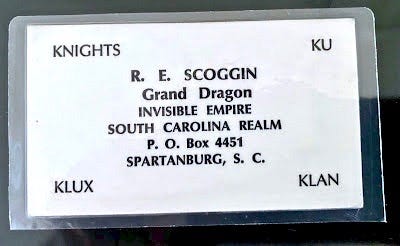 KNIGHTS KU
R. E. SCOGGIN
Grand Dragon
INVISIBLE EMPIRE
SOUTH CAROLINA REALM
P. O. Box 4451
SPARTANBURG, S. C.
KLUX KLAN